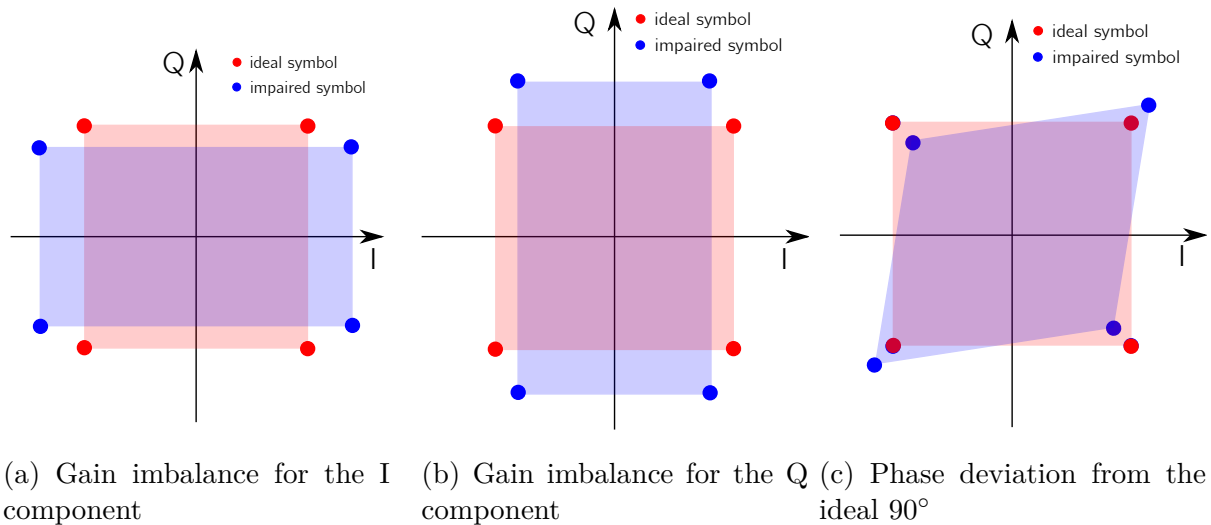 Q
ideal symbol
impaired symbol
I
(a) Gain imbalance for the I
component
Q
ideal symbol
impaired symbol
I
(b) Gain imbalance for the Q
component
Q
ideal symbol
impaired symbol
I
(c) Phase deviation from the
ideal 90°